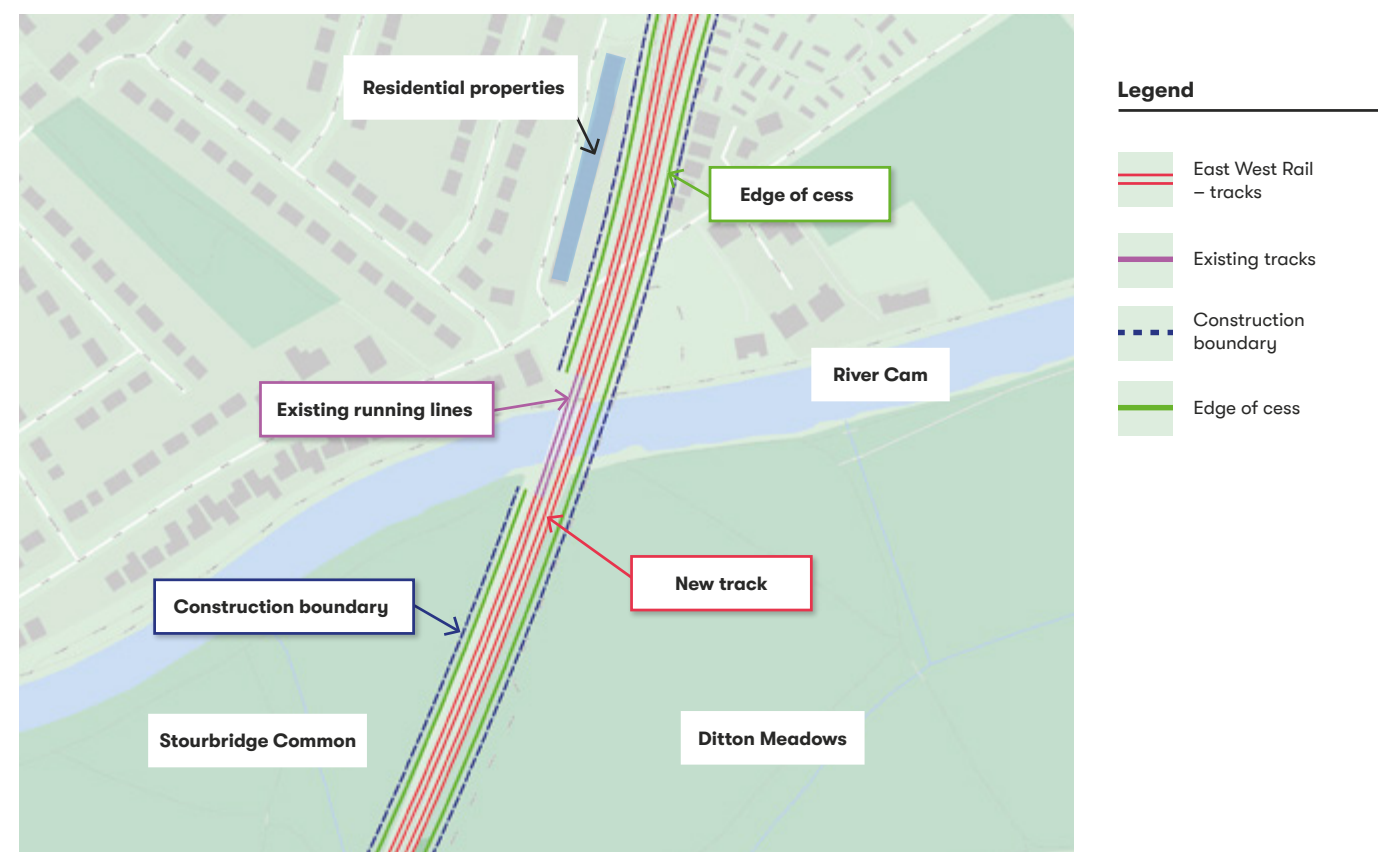 Residential properties
Edge of cess
River Cam
Existing running lines
New track
Construction boundary
Stourbridge Common
Ditton Meadows
Legend
East West Rail
– tracks
Existing tracks
Construction
boundary
Edge of cess